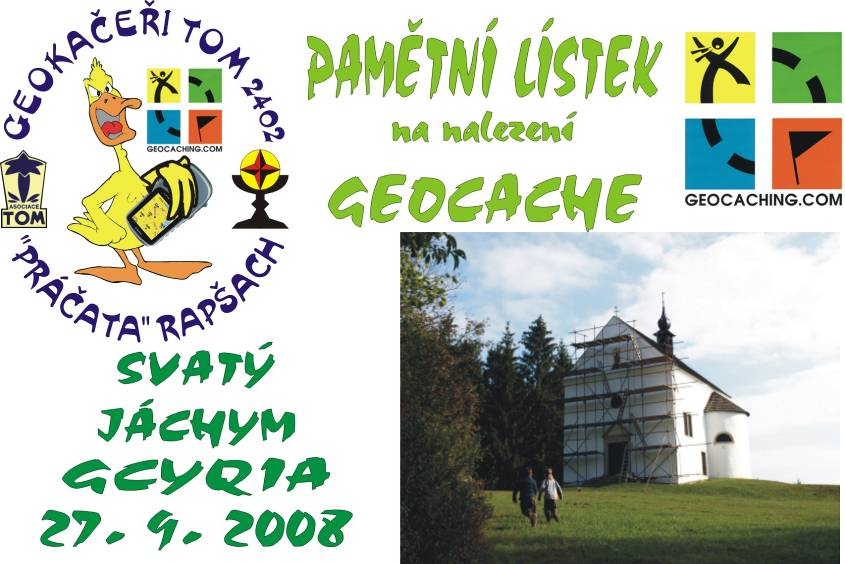 GEOKAČEŘI TOM 2402
GEOCACHING.COM
ASOCIACE
TOM
"PRÁČATA" RAPŠACH
PAMĚTNÍ LÍSTEK
na nalezení
GEOCACHE
GEOCACHING.COM
SVATÝ
JÁCHYM
GCYQ1A
27. 9. 2008